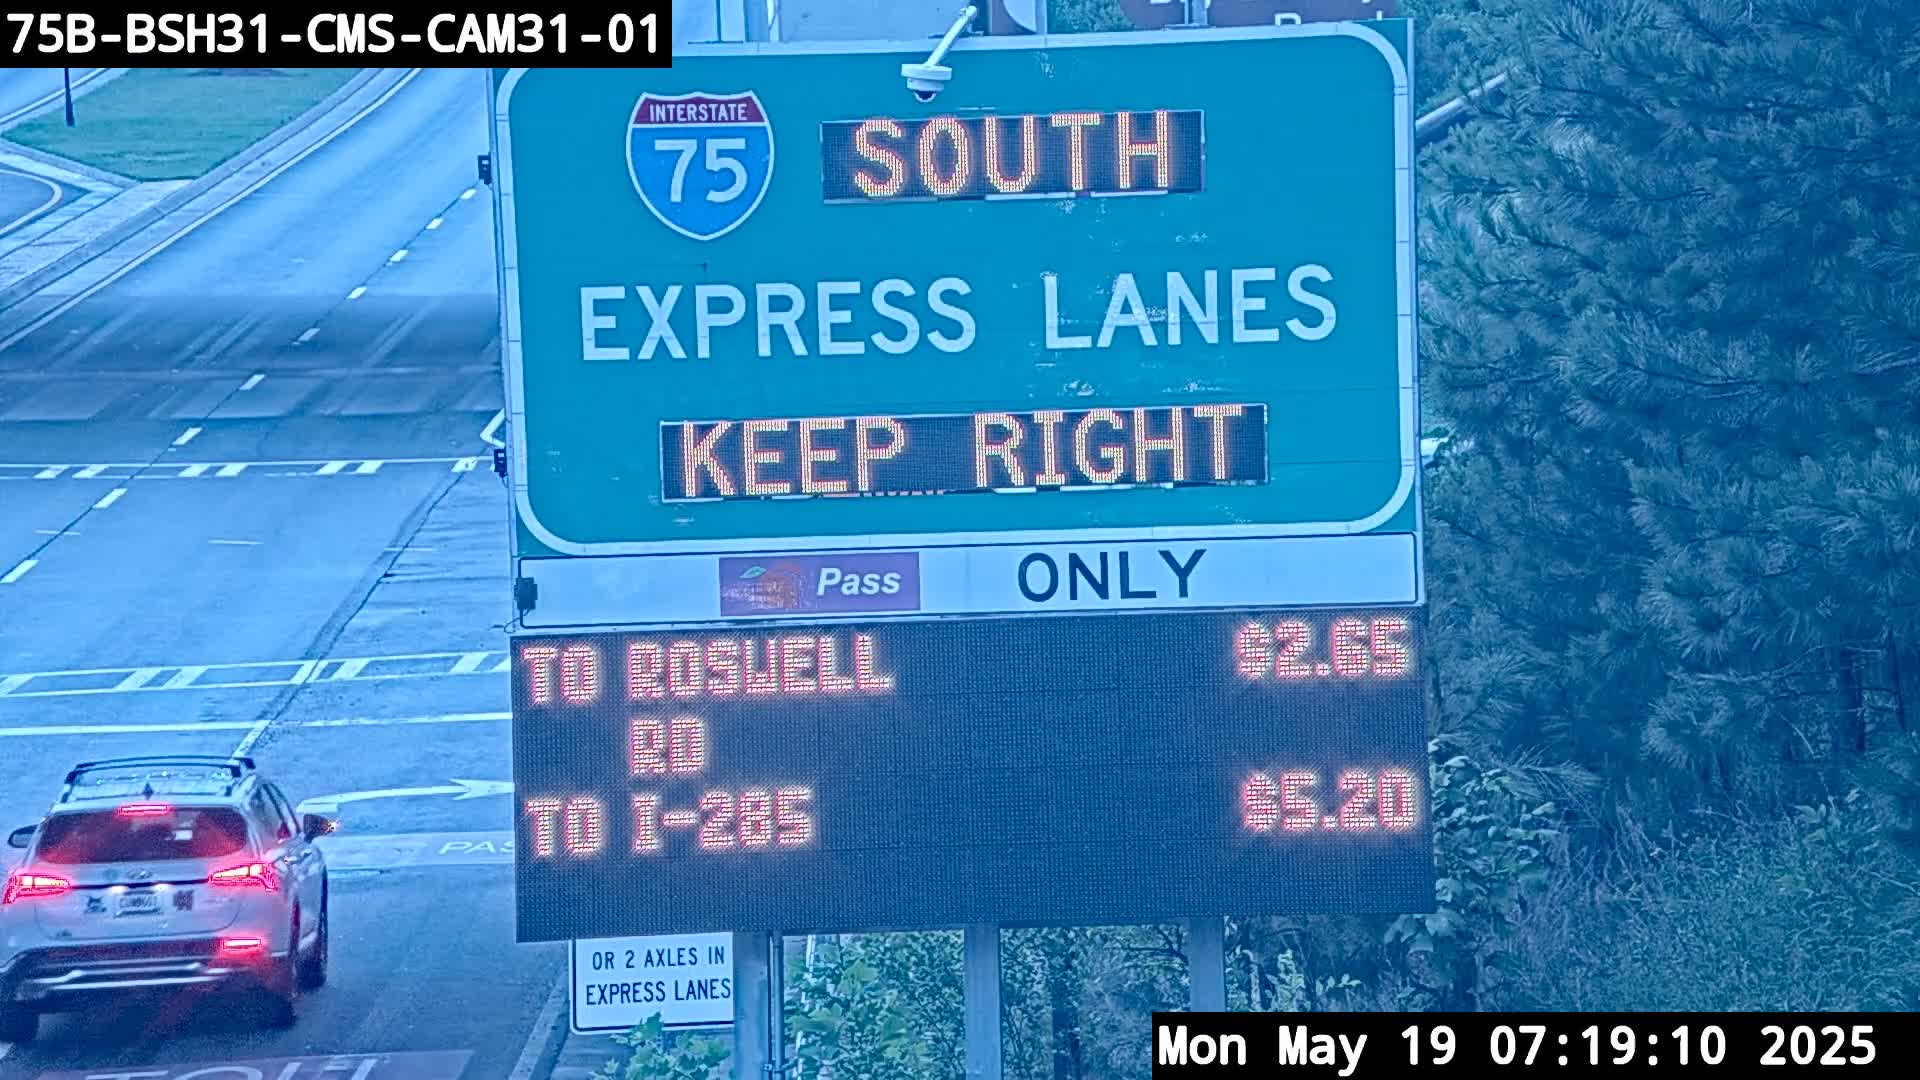 75B-BSH31-CMS-CAM31-01
INTERSTATE
75
SOUTH
EXPRESS LANES
KEEP RIGHT
Pass ONLY
TO ROSWELL $2.65
RD
TO I-285 $5.20
OR 2 AXLES IN
EXPRESS LANES
Mon May 19 07:19:10 2025